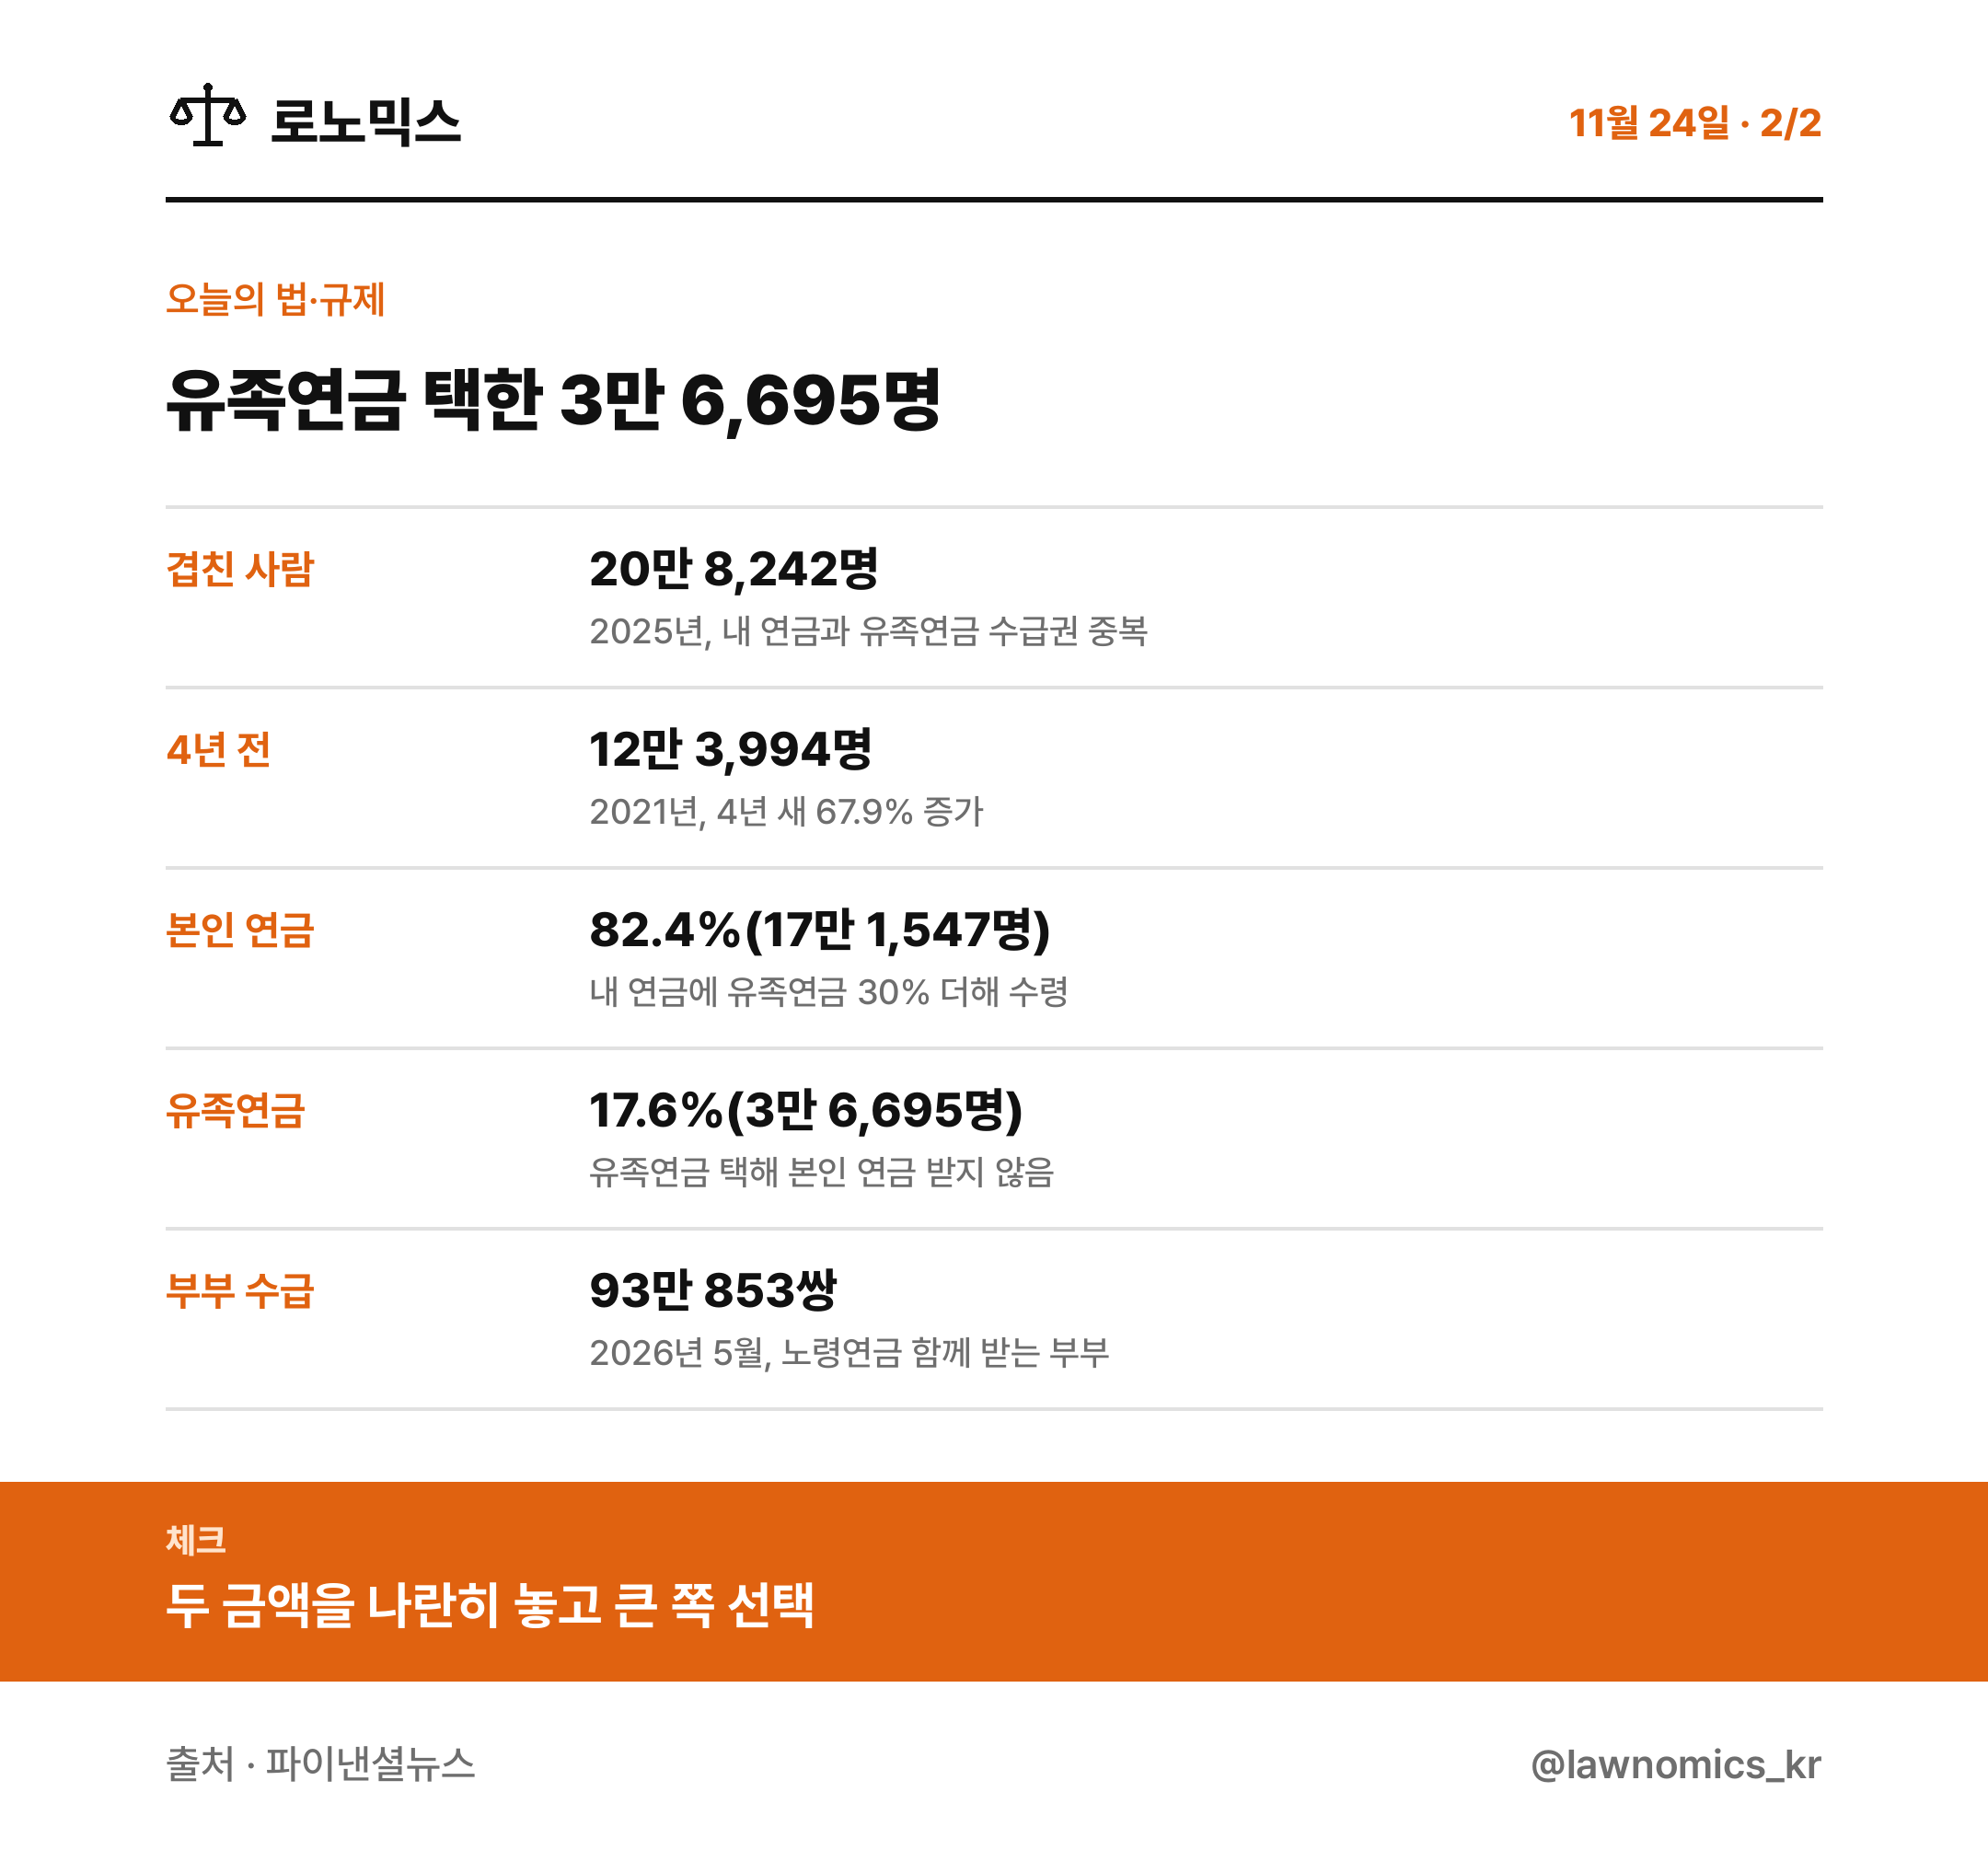 로노믹스
11월 24일 · 2/2
오늘의 법·규제
유족연금 택한 3만 6,695명
겹친 사람
20만 8,242명
2025년, 내 연금과 유족연금 수급권 중복
4년 전
12만 3,994명
2021년, 4년 새 67.9% 증가
본인 연금
82.4%(17만 1,547명)
내 연금에 유족연금 30% 더해 수령
유족연금
17.6%(3만 6,695명)
유족연금 택해 본인 연금 받지 않음
부부 수급
93만 853쌍
2026년 5월, 노령연금 함께 받는 부부
체크
두 금액을 나란히 놓고 큰 쪽 선택
출처 · 파이낸셜뉴스
@lawnomics_kr